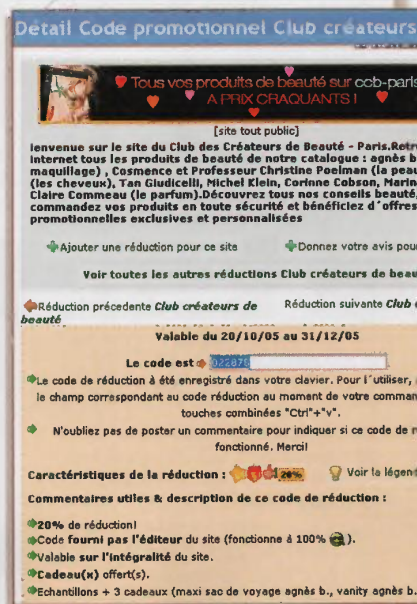 Détail Code promotionnel Club créateurs
Tous vos produits de beauté sur ccb-paris
A PRIX CRAQUANTS !
[site tout public]
ienvenue sur le site du Club des Créateurs de Beauté - Paris.Retr
internet tous les produits de beauté de notre catalogue : agnès b
maquillage) , Cosmence et Professeur Christine Poelman (la peau
(les cheveux), Tan Giudicelli, Michel Klein, Corinne Cobson, Marin
Claire Commeau (le parfum).Découvrez tous nos conseils beauté,
commandez vos produits en toute sécurité et bénéficiez d´offres
promotionnelles exclusives et personnalisées
Ajouter une réduction pour ce site
Donnez votre avis pou
Voir toutes les autres réductions Club créateurs de beau
Réduction précedente Club créateurs de
beauté
Réduction suivante Club
Valable du 20/10/05 au 31/12/05
Le code est 022875
Le code de réduction à été enregistré dans votre clavier. Pour l´utiliser,
le champ correspondant au code réduction au moment de votre comman
touches combinées "Ctrl"+"v".
N'oubliez pas de poster un commentaire pour indiquer si ce code de r
fonctionné. Merci!
Caractéristiques de la réduction : 20%
Voir la légen
Commentaires utiles & description de ce code de réduction :
20% de réduction!
Code fourni pas l'éditeur du site (fonctionne à 100% ).
Valable sur l'intégralité du site.
Cadeau(x) offert(s).
Echantillons + 3 cadeaux (maxi sac de voyage agnès b., vanity agnès b.